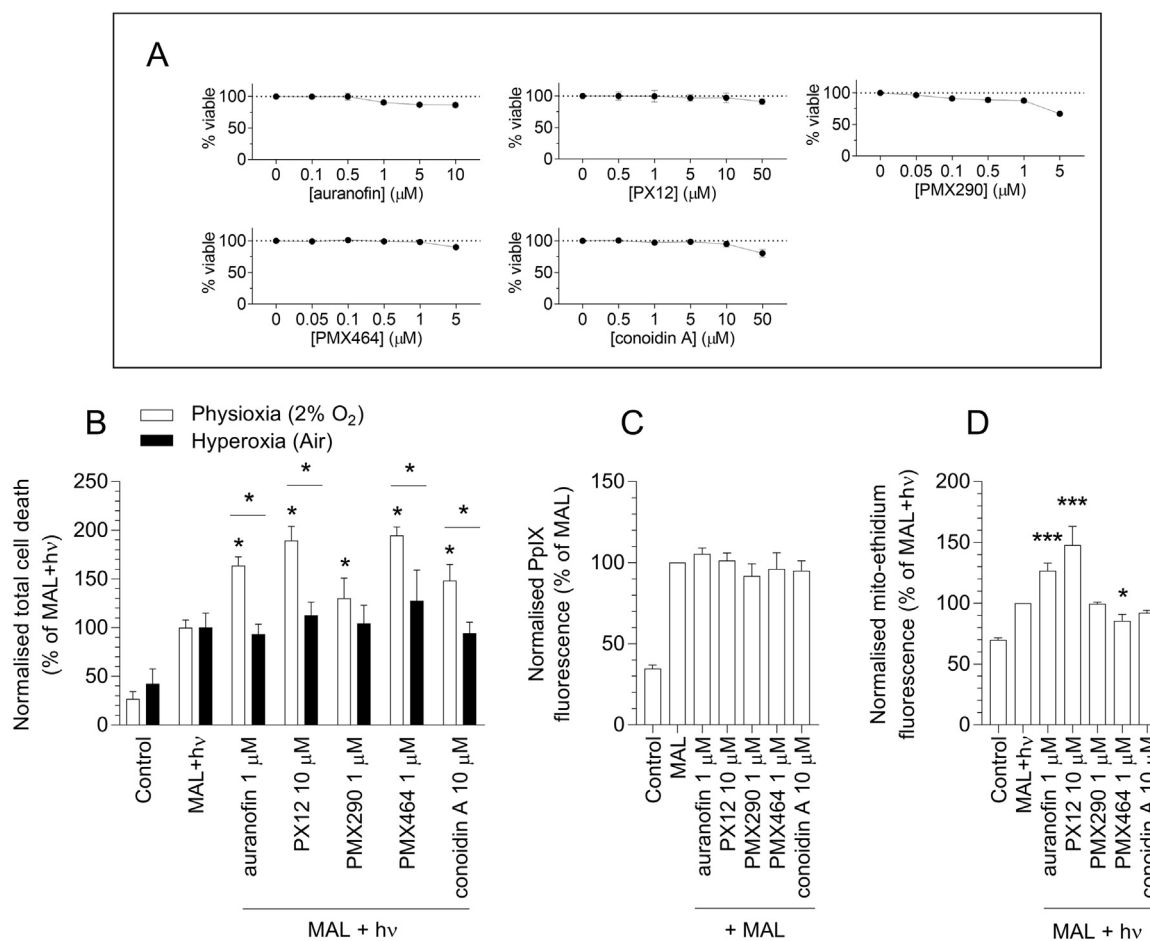 A
% viable
100
50
0
0 0.1 0.5 1 5 10
[auranofin] (μM)
% viable
100
50
0
0 0.5 1 5 10 50
[PX12] (μM)
% viable
100
50
0
0 0.05 0.1 0.5 1 5
[PMX290] (μM)
% viable
100
50
0
0 0.05 0.1 0.5 1 5
[PMX464] (μM)
% viable
100
50
0
0 0.5 1 5 10 50
[conoidin A] (μM)
B
Physioxia (2% O₂)
Hyperoxia (Air)
Normalised total cell death
(% of MAL+hν)
250
200
150
100
50
0
* * * *
* * * * *
Control
MAL+hν
auranofin 1 μM
PX12 10 μM
PMX290 1 μM
PMX464 1 μM
conoidin A 10 μM
MAL + hν
C
Normalised PpIX
fluorescence (% of MAL)
150
100
50
0
Control
MAL
auranofin 1 μM
PX12 10 μM
PMX290 1 μM
PMX464 1 μM
conoidin A 10 μM
+ MAL
D
Normalised mito-ethidium
fluorescence (% of MAL+hν)
200
150
100
50
0
***
***
*
Control
MAL+hν
auranofin 1 μM
PX12 10 μM
PMX290 1 μM
PMX464 1 μM
conoidin A 10 μM
MAL + hν